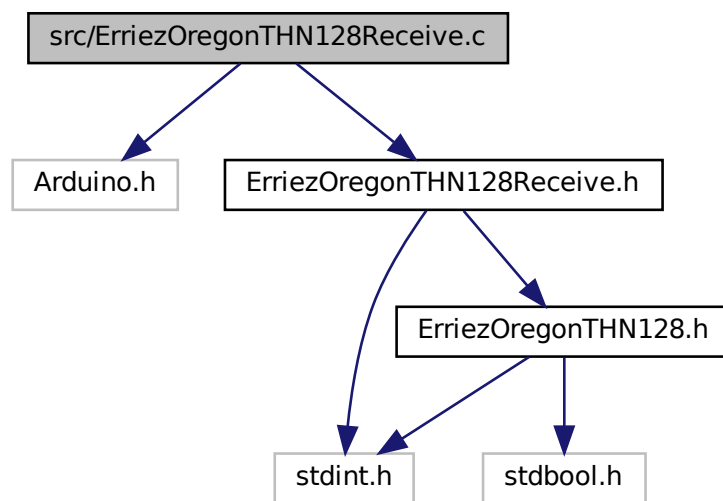 src/ErriezOregonTHN128Receive.c
Arduino.h
ErriezOregonTHN128Receive.h
ErriezOregonTHN128.h
stdint.h
stdbool.h